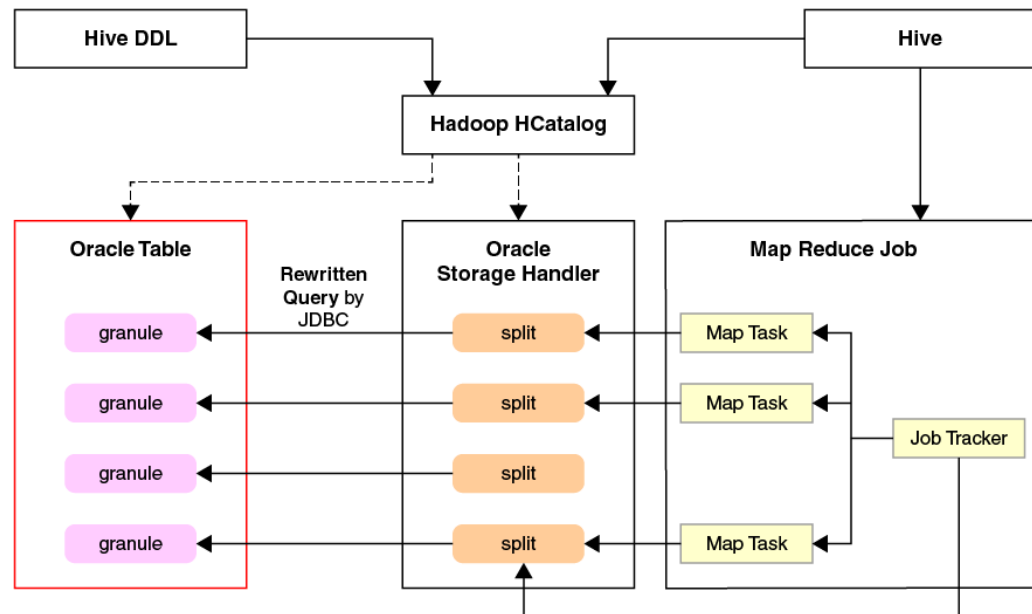 Hive DDL
Hive
Hadoop HCatalog
Oracle Table
Rewritten
Query by
JDBC
Oracle
Storage Handler
Map Reduce Job
granule
split
Map Task
granule
split
Map Task
Job Tracker
granule
split
granule
split
Map Task